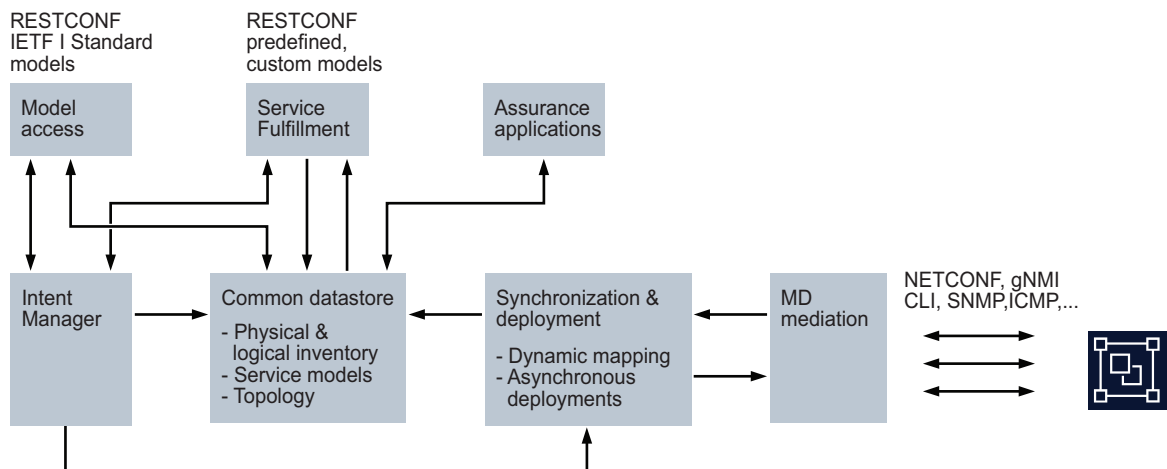 RESTCONF
IETF I Standard
models
RESTCONF
predefined,
custom models
Model
access
Service
Fulfillment
Assurance
applications
Intent
Manager
Common datastore
- Physical &
logical inventory
- Service models
- Topology
Synchronization &
deployment
- Dynamic mapping
- Asynchronous
deployments
MD
mediation
NETCONF, gNMI
CLI, SNMP,ICMP,...